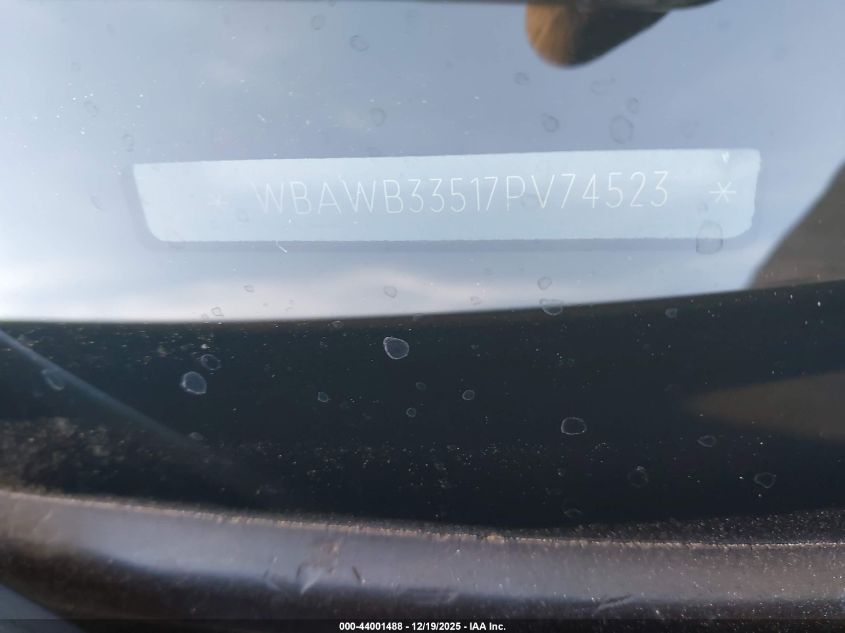 * WBAWB33517PV74523 *
000-44001488 - 12/19/2025 - IAA Inc.